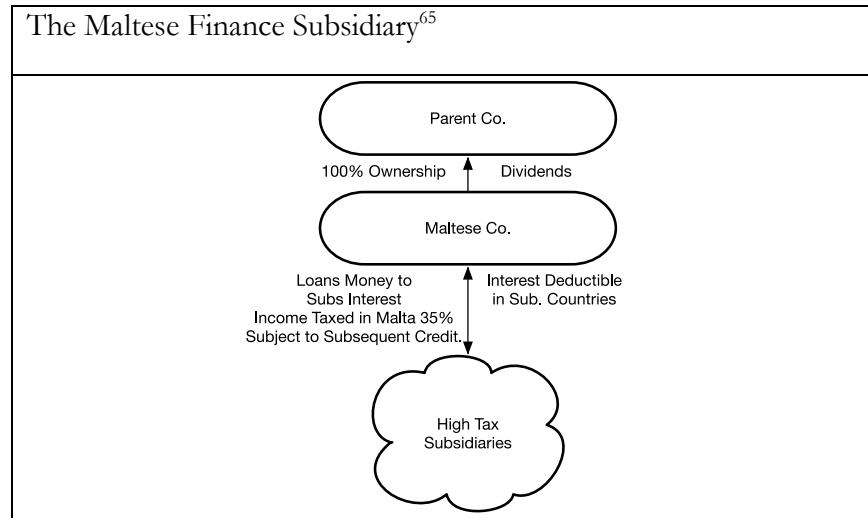 The Maltese Finance Subsidiary65
Parent Co.
100% Ownership Dividends
Maltese Co.
Loans Money to
Subs Interest
Income Taxed in Malta 35%
Subject to Subsequent Credit.
Interest Deductible
in Sub. Countries
High Tax
Subsidiaries